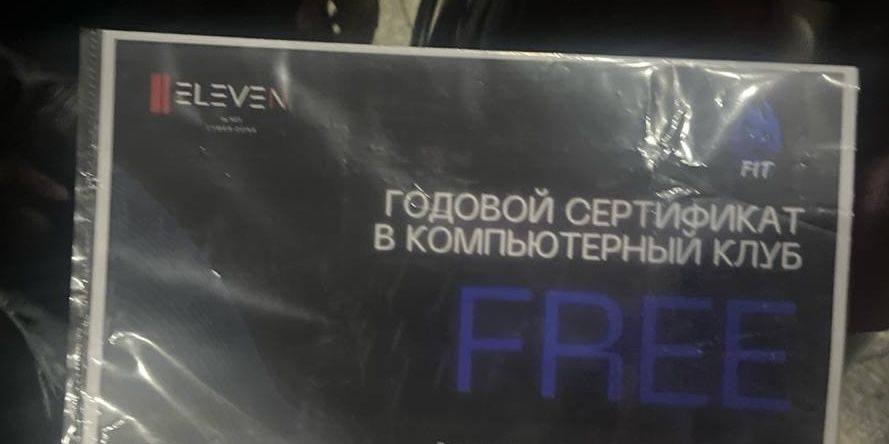 ELEVEN
FIT
ГОДОВОЙ СЕРТИФИКАТ
В КОМПЬЮТЕРНЫЙ КЛУБ
FREE